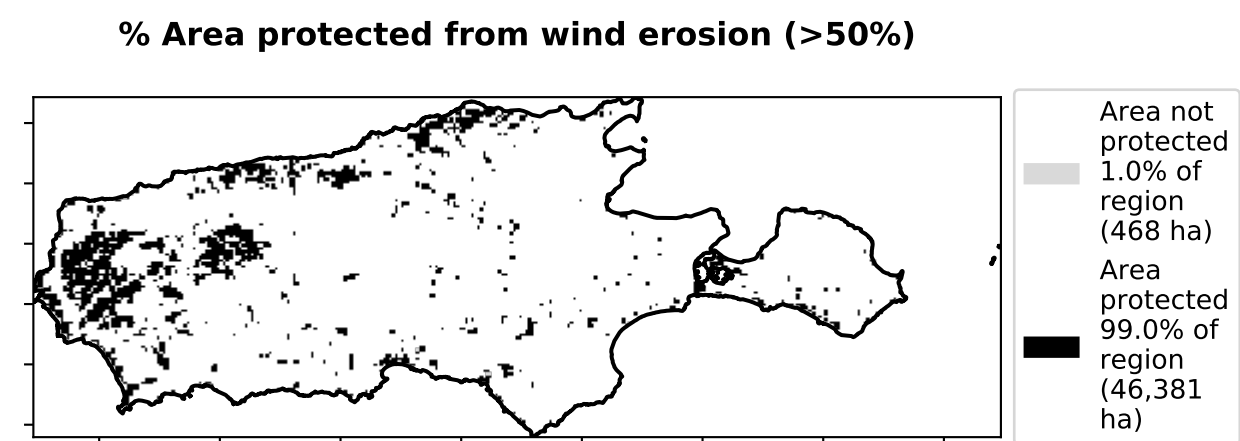 % Area protected from wind erosion (>50%)
Area not
protected
1.0% of
region
(468 ha)
Area
protected
99.0% of
region
(46,381
ha)